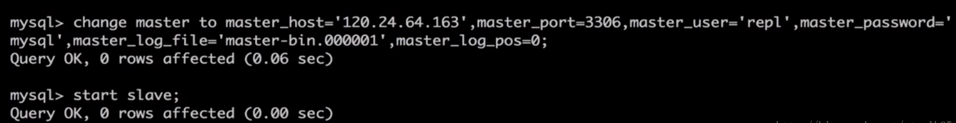 mysql> change master to master_host='120.24.64.163',master_port=3306,master_user='repl',master_password='
mysql',master_log_file='master-bin.000001',master_log_pos=0;
Query OK, 0 rows affected (0.06 sec)
mysql> start slave;
Query OK, 0 rows affected (0.00 sec)